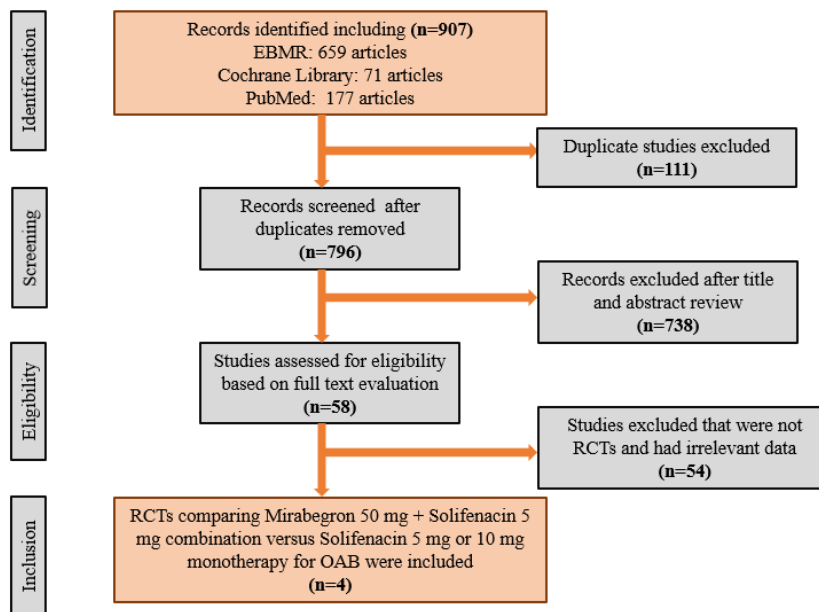 Identification
Records identified including (n=907)
EBMR: 659 articles
Cochrane Library: 71 articles
PubMed: 177 articles
Duplicate studies excluded
(n=111)
Screening
Records screened after
duplicates removed
(n=796)
Records excluded after title
and abstract review
(n=738)
Eligibility
Studies assessed for eligibility
based on full text evaluation
(n=58)
Studies excluded that were not
RCTs and had irrelevant data
(n=54)
Inclusion
RCTs comparing Mirabegron 50 mg + Solifenacin 5
mg combination versus Solifenacin 5 mg or 10 mg
monotherapy for OAB were included
(n=4)